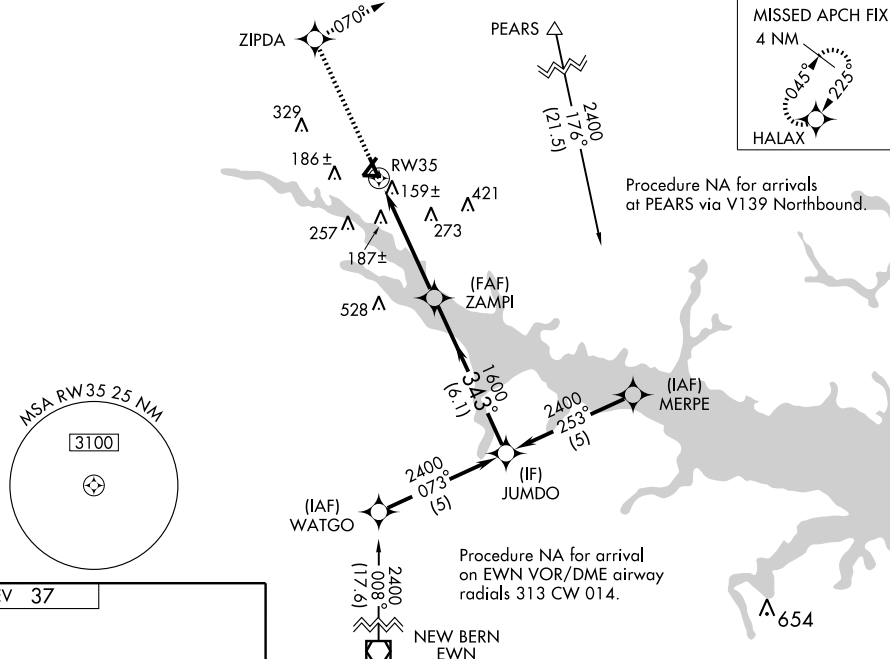 MISSED APCH FIX
4 NM
045°
225°
HALAX
ZIPDA
070°
PEARS
2400
176°
(21.5)
329
186±
RW35
159±
421
273
257
187±
Procedure NA for arrivals
at PEARS via V139 Northbound.
(FAF)
ZAMPI
528
1600
343°
(6.1)
(IAF)
MERPE
2400
253°
(5)
MSA RW35 25 NM
3100
2400
073°
(5)
(IF)
JUMDO
(IAF)
WATGO
2400
008°
(17.6)
Procedure NA for arrival
on EWN VOR/DME airway
radials 313 CW 014.
EV 37
654
NEW BERN
EWN